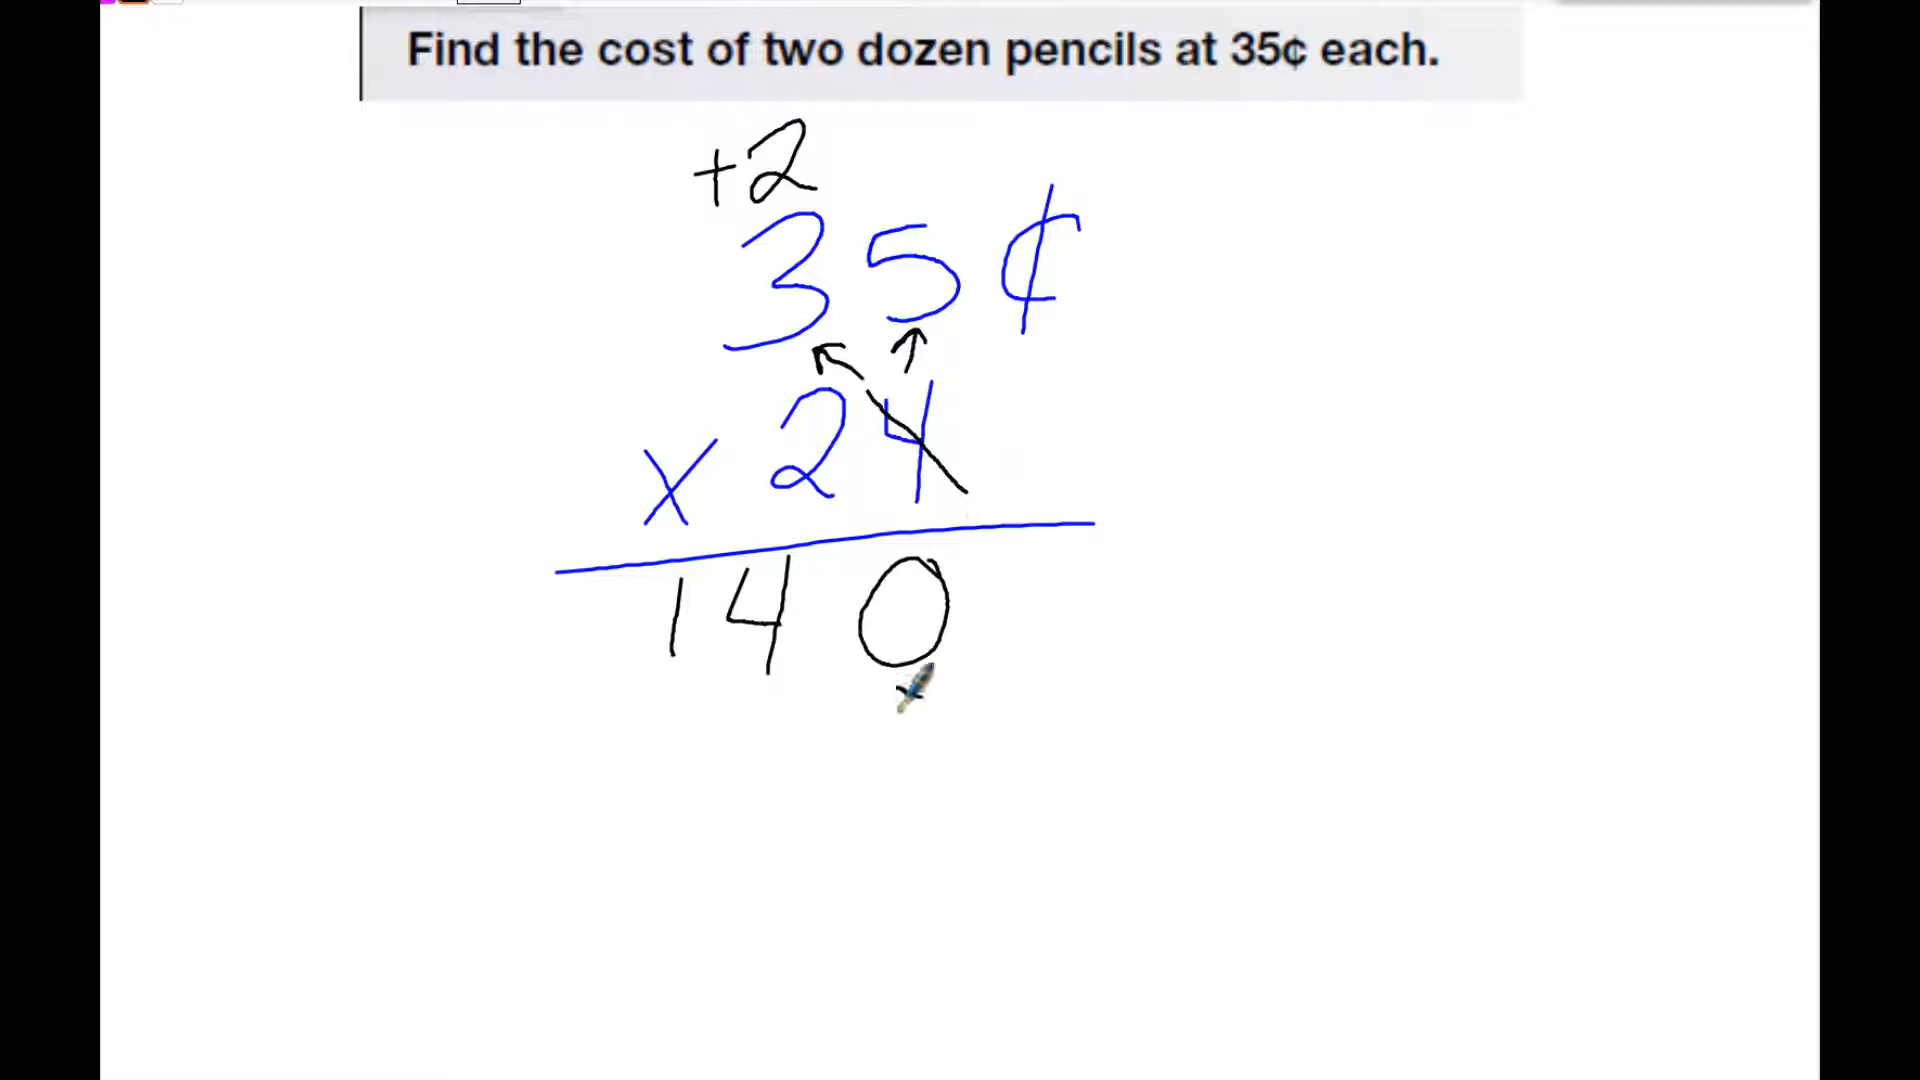 Find the cost of two dozen pencils at 35¢ each.
+2
35¢
x 24
140